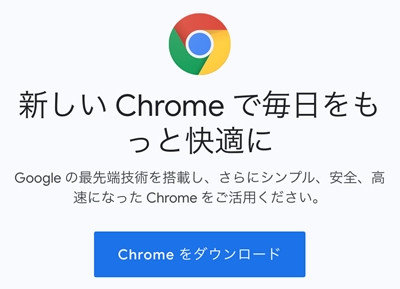 新しい Chrome で毎日をも
っと快適に
Google の最先端技術を搭載し、さらにシンプル、安全、高
速になった Chrome をご活用ください。
Chrome をダウンロード